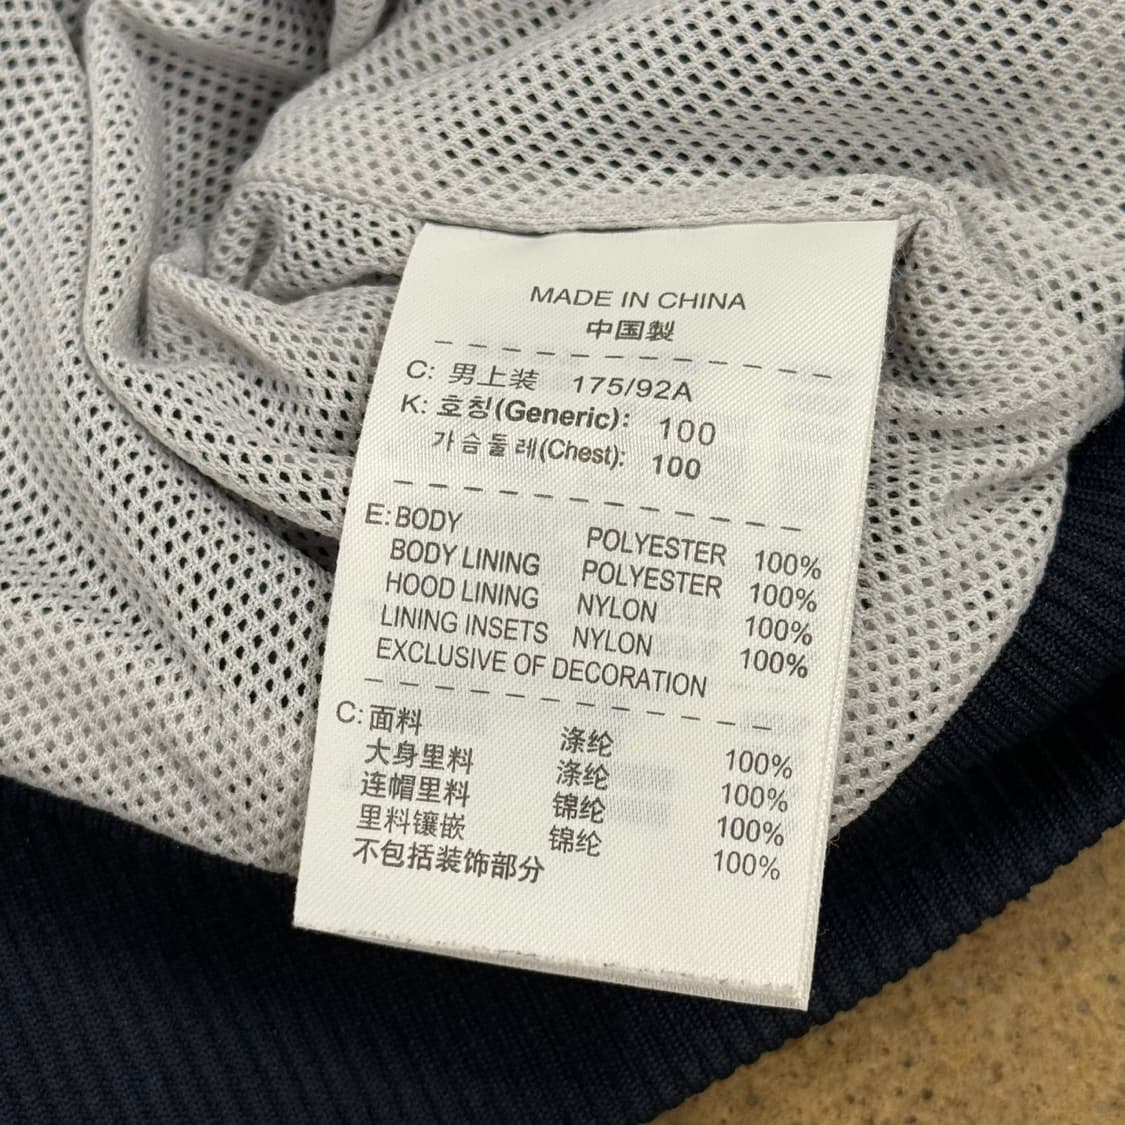 MADE IN CHINA
中国製
C: 男上装 175/92A
K: 호칭(Generic): 100
가슴둘레(Chest): 100
E: BODY POLYESTER 100%
BODY LINING POLYESTER 100%
HOOD LINING NYLON 100%
LINING INSETS NYLON 100%
EXCLUSIVE OF DECORATION
C: 面料 涤纶 100%
大身里料 涤纶 100%
连帽里料 锦纶 100%
里料镶嵌 锦纶 100%
不包括装饰部分